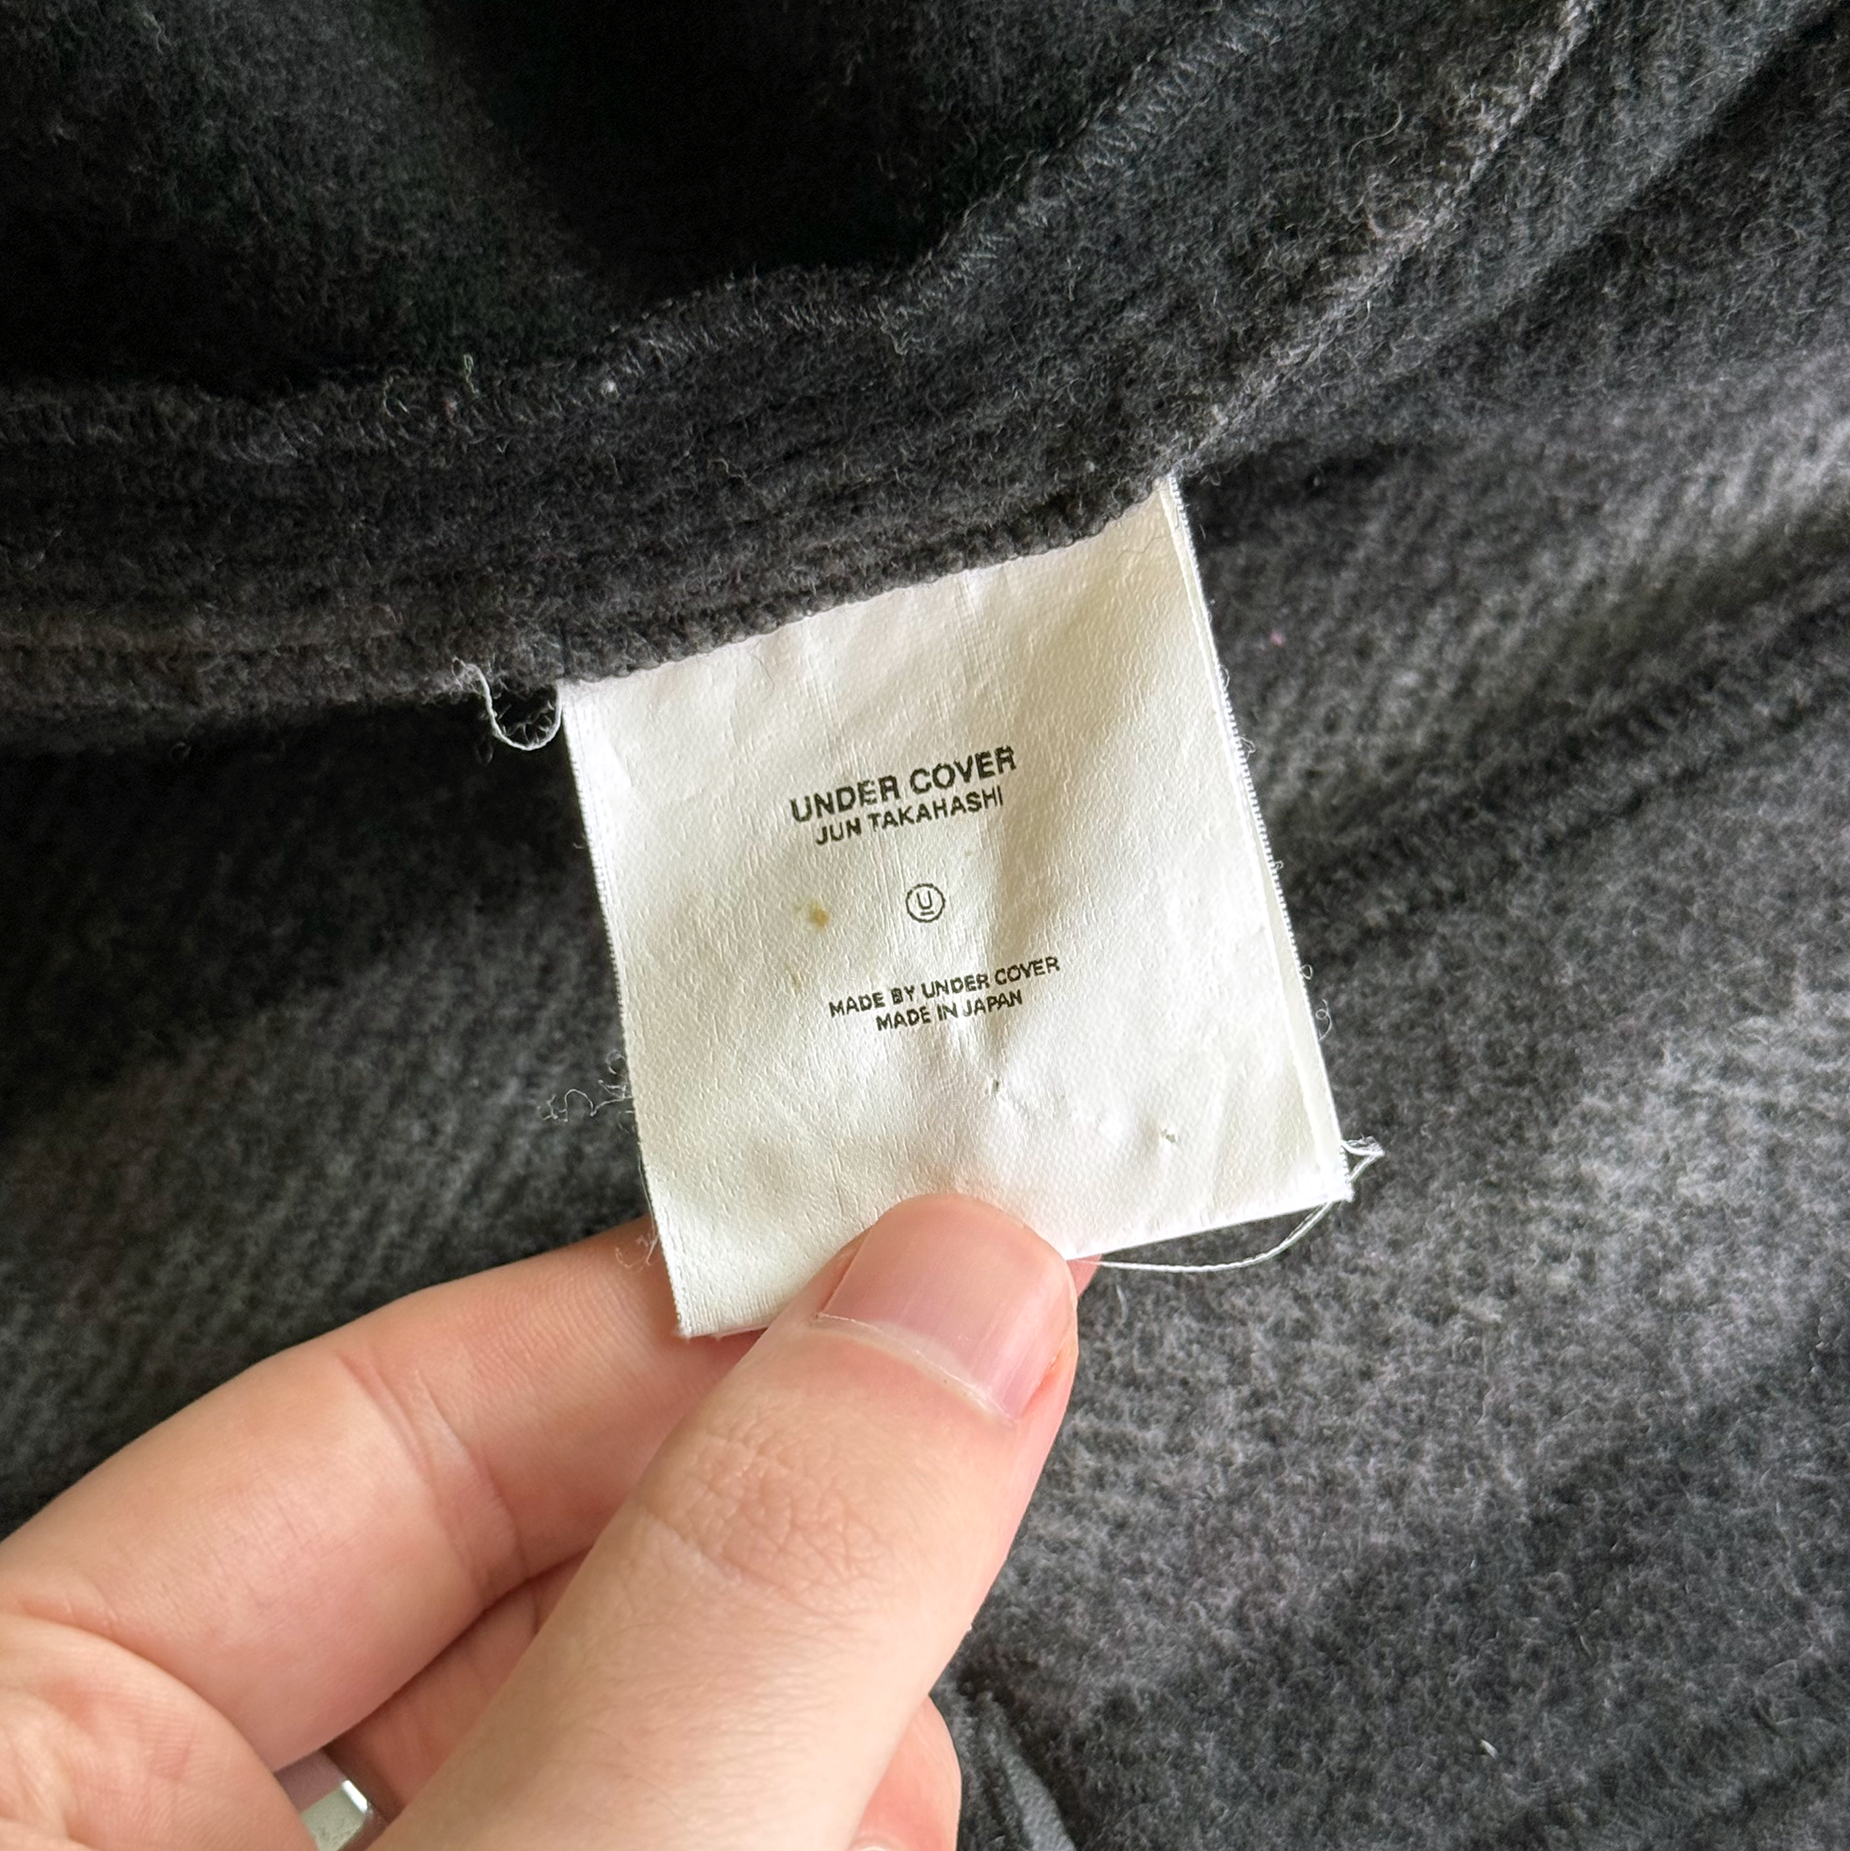 UNDER COVER
JUN TAKAHASHI
U
MADE BY UNDER COVER
MADE IN JAPAN